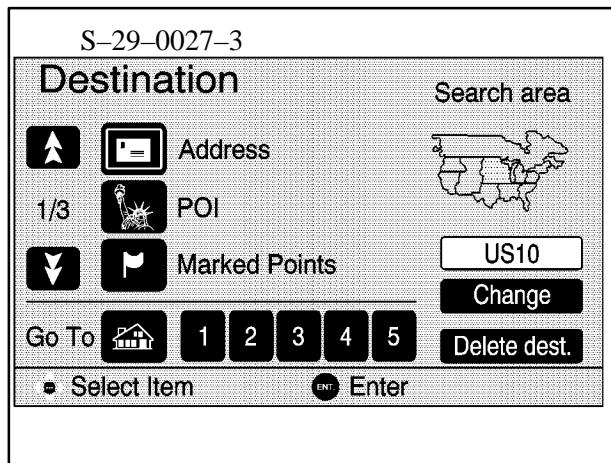 S–29–0027–3
Destination
Search area
Address
1/3
POI
Marked Points
US10
Change
Go To 1 2 3 4 5
Delete dest.
Select Item ENT. Enter